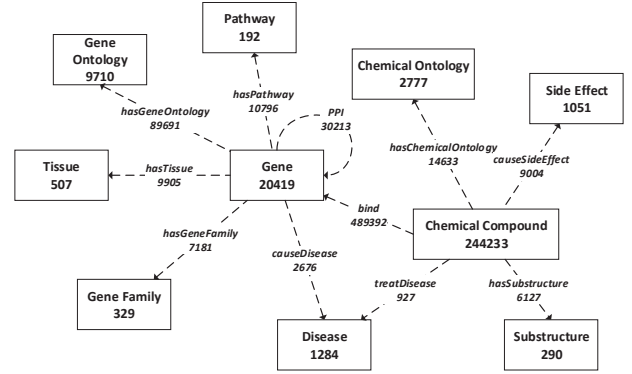 Pathway
192
Gene
Ontology
9710
Chemical Ontology
2777
Side Effect
1051
hasPathway
10796
hasGeneOntology
89691
PPI
30213
hasChemicalOntology
14633
causeSideEffect
9004
Tissue
507
hasTissue
9905
Gene
20419
bind
489392
Chemical Compound
244233
hasGeneFamily
7181
causeDisease
2676
treatDisease
927
hasSubstructure
6127
Gene Family
329
Disease
1284
Substructure
290